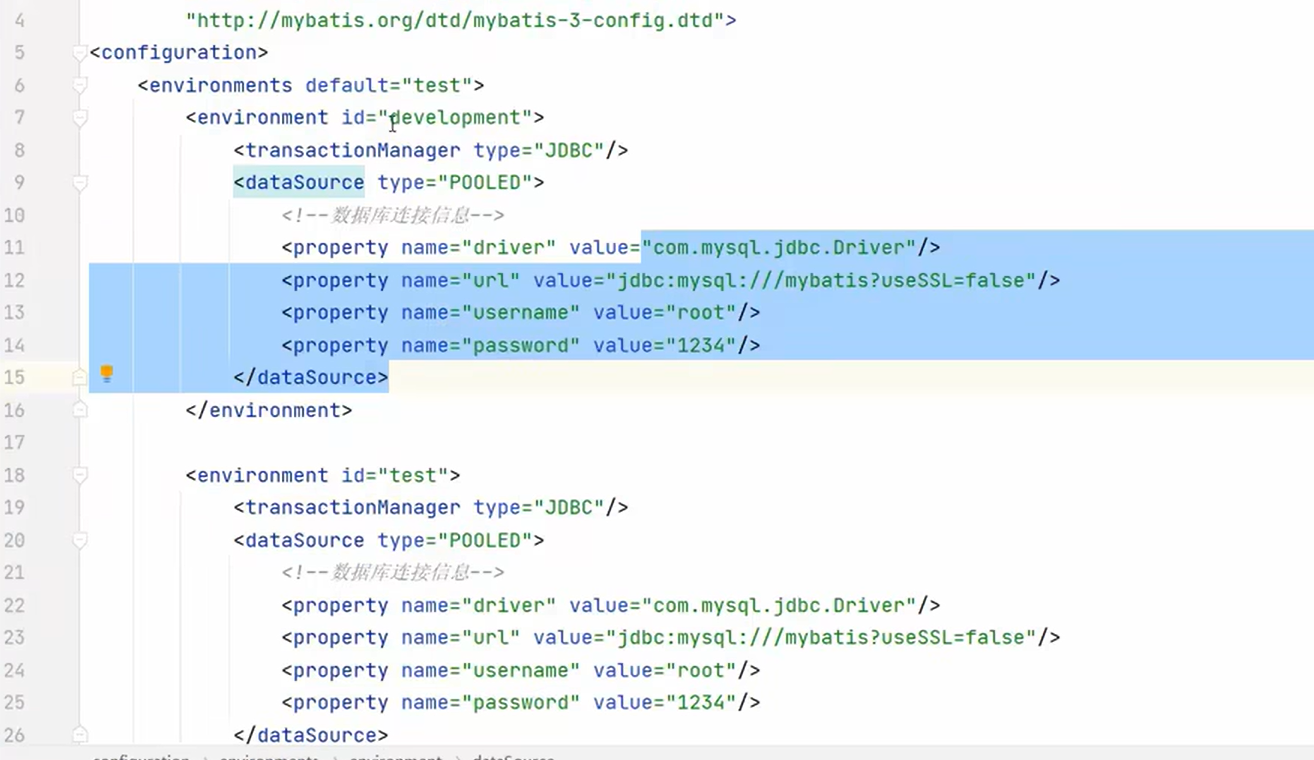 4 "http://mybatis.org/dtd/mybatis-3-config.dtd">
5 <configuration>
6 <environments default="test">
7 <environment id="development">
8 <transactionManager type="JDBC"/>
9 <dataSource type="POOLED">
10 <!--数据库连接信息-->
11 <property name="driver" value="com.mysql.jdbc.Driver"/>
12 <property name="url" value="jdbc:mysql:///mybatis?useSSL=false"/>
13 <property name="username" value="root"/>
14 <property name="password" value="1234"/>
15 </dataSource>
16 </environment>
17
18 <environment id="test">
19 <transactionManager type="JDBC"/>
20 <dataSource type="POOLED">
21 <!--数据库连接信息-->
22 <property name="driver" value="com.mysql.jdbc.Driver"/>
23 <property name="url" value="jdbc:mysql:///mybatis?useSSL=false"/>
24 <property name="username" value="root"/>
25 <property name="password" value="1234"/>
26 </dataSource>
configuration > environments > environment > dataSource